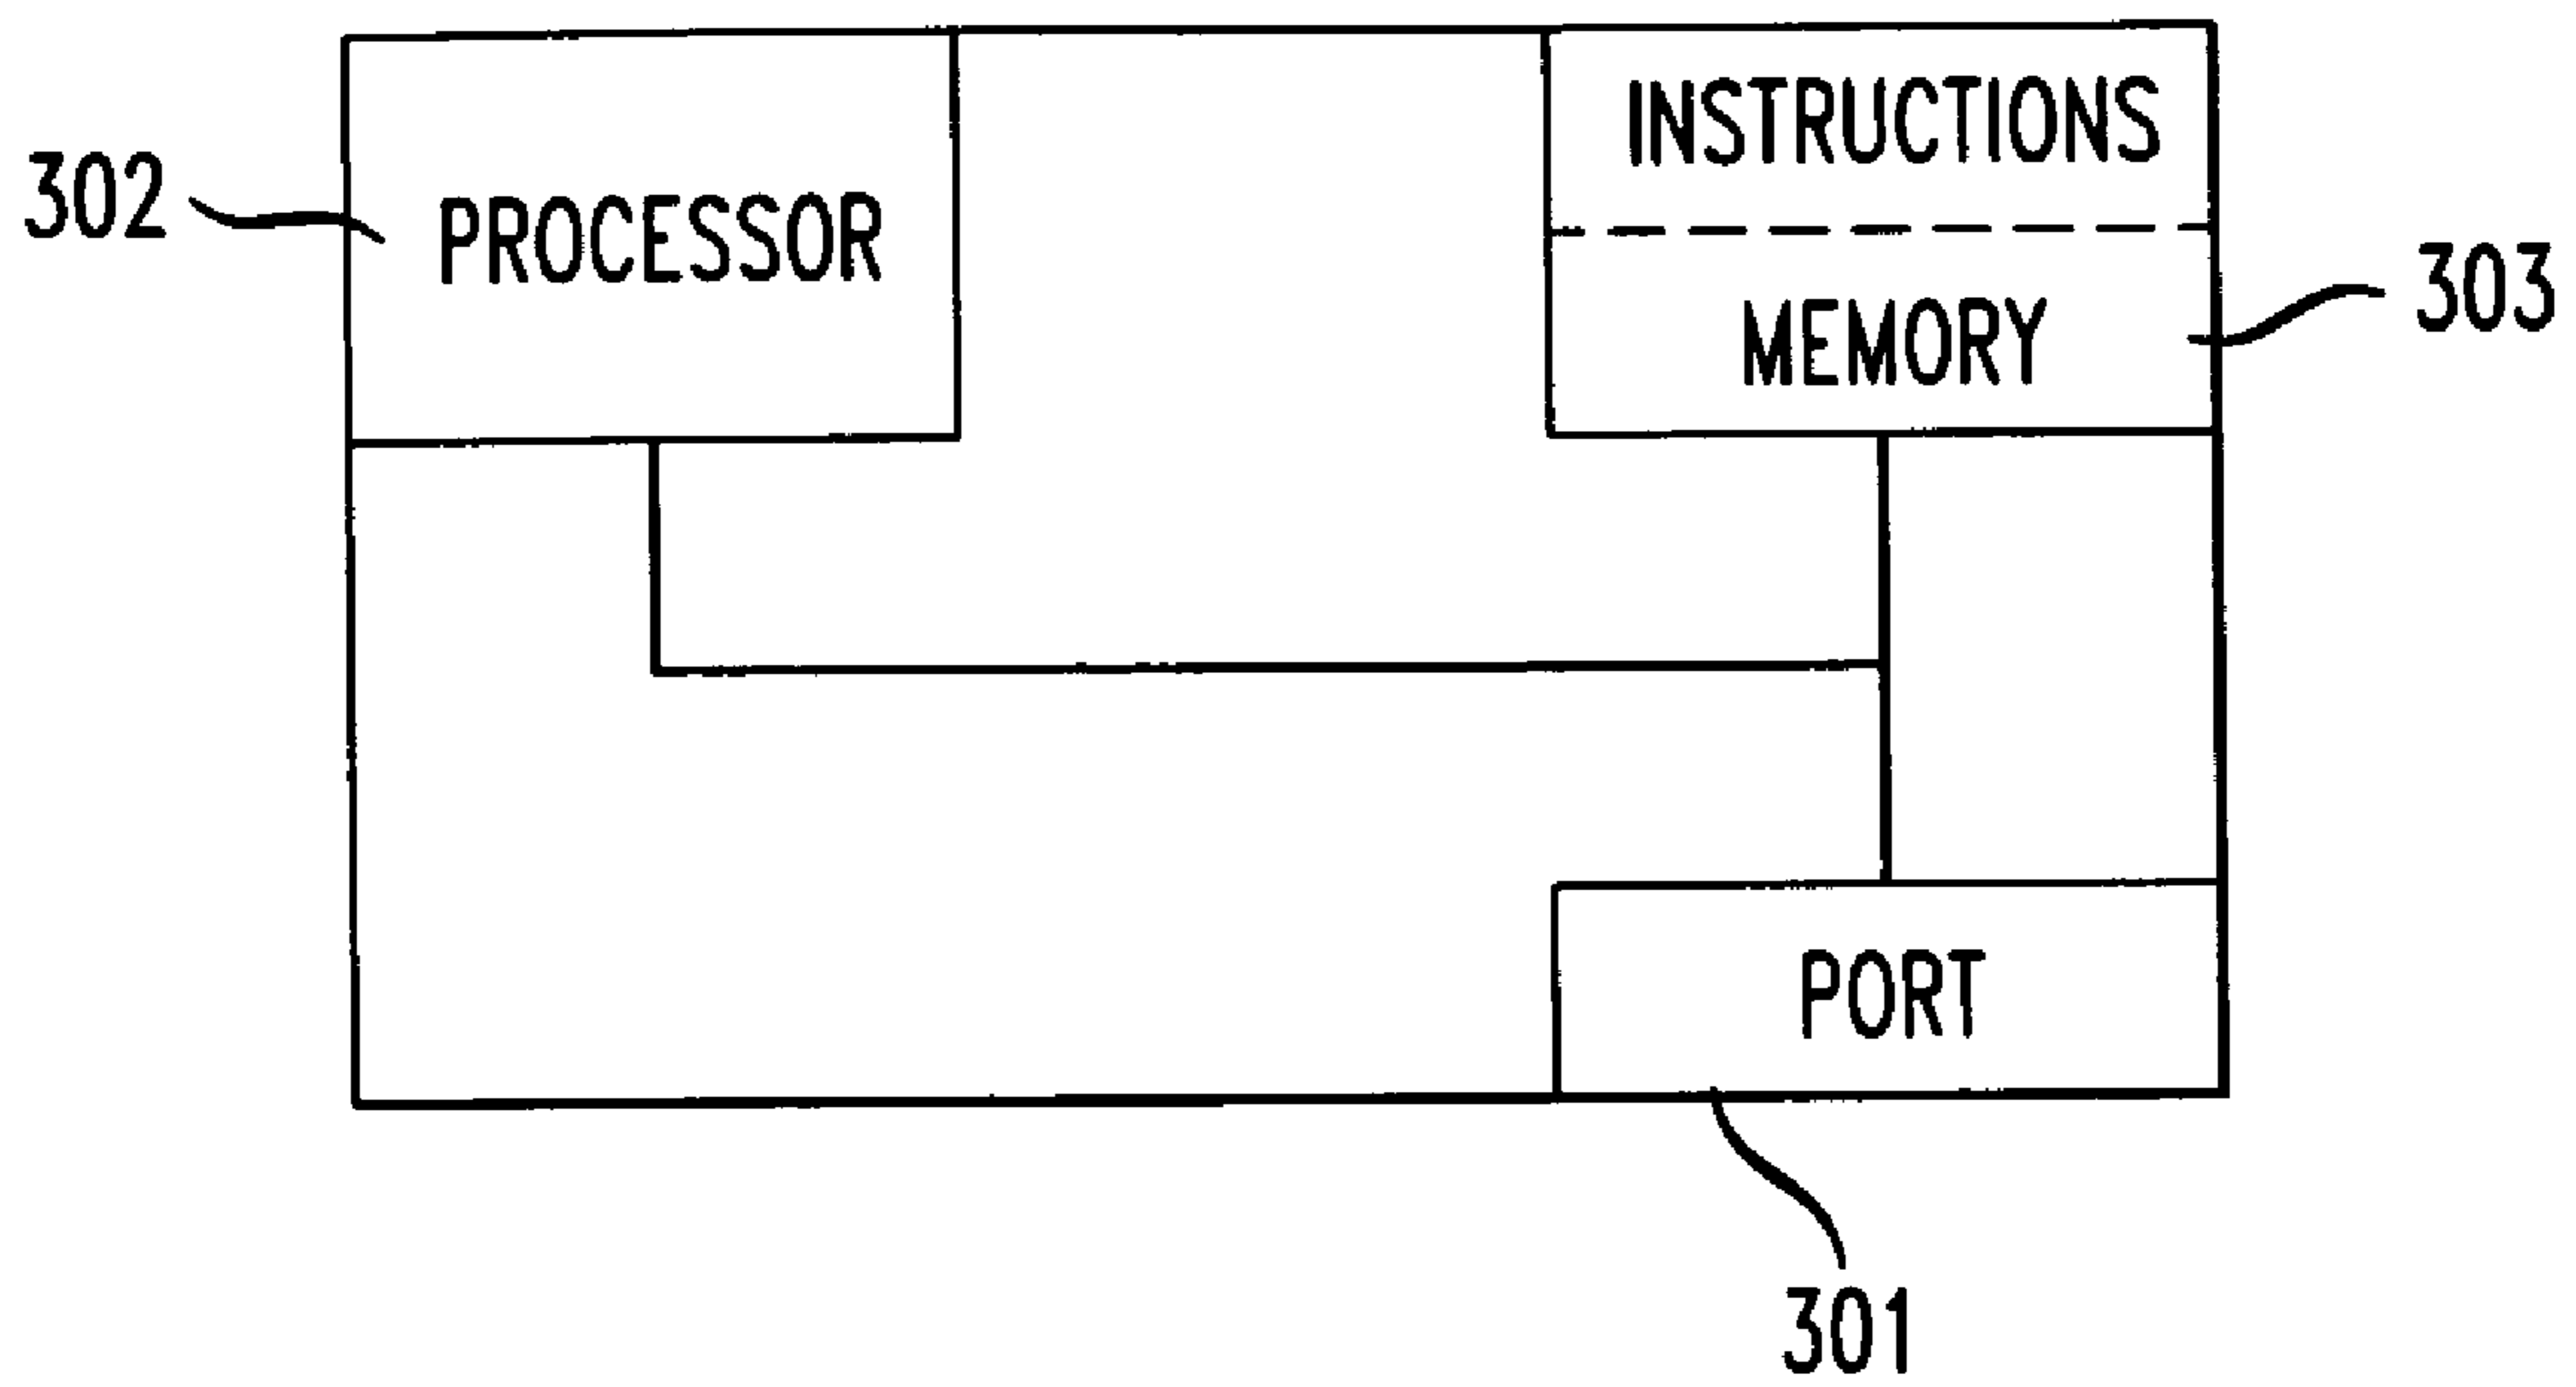 302
PROCESSOR
INSTRUCTIONS
MEMORY
303
PORT
301